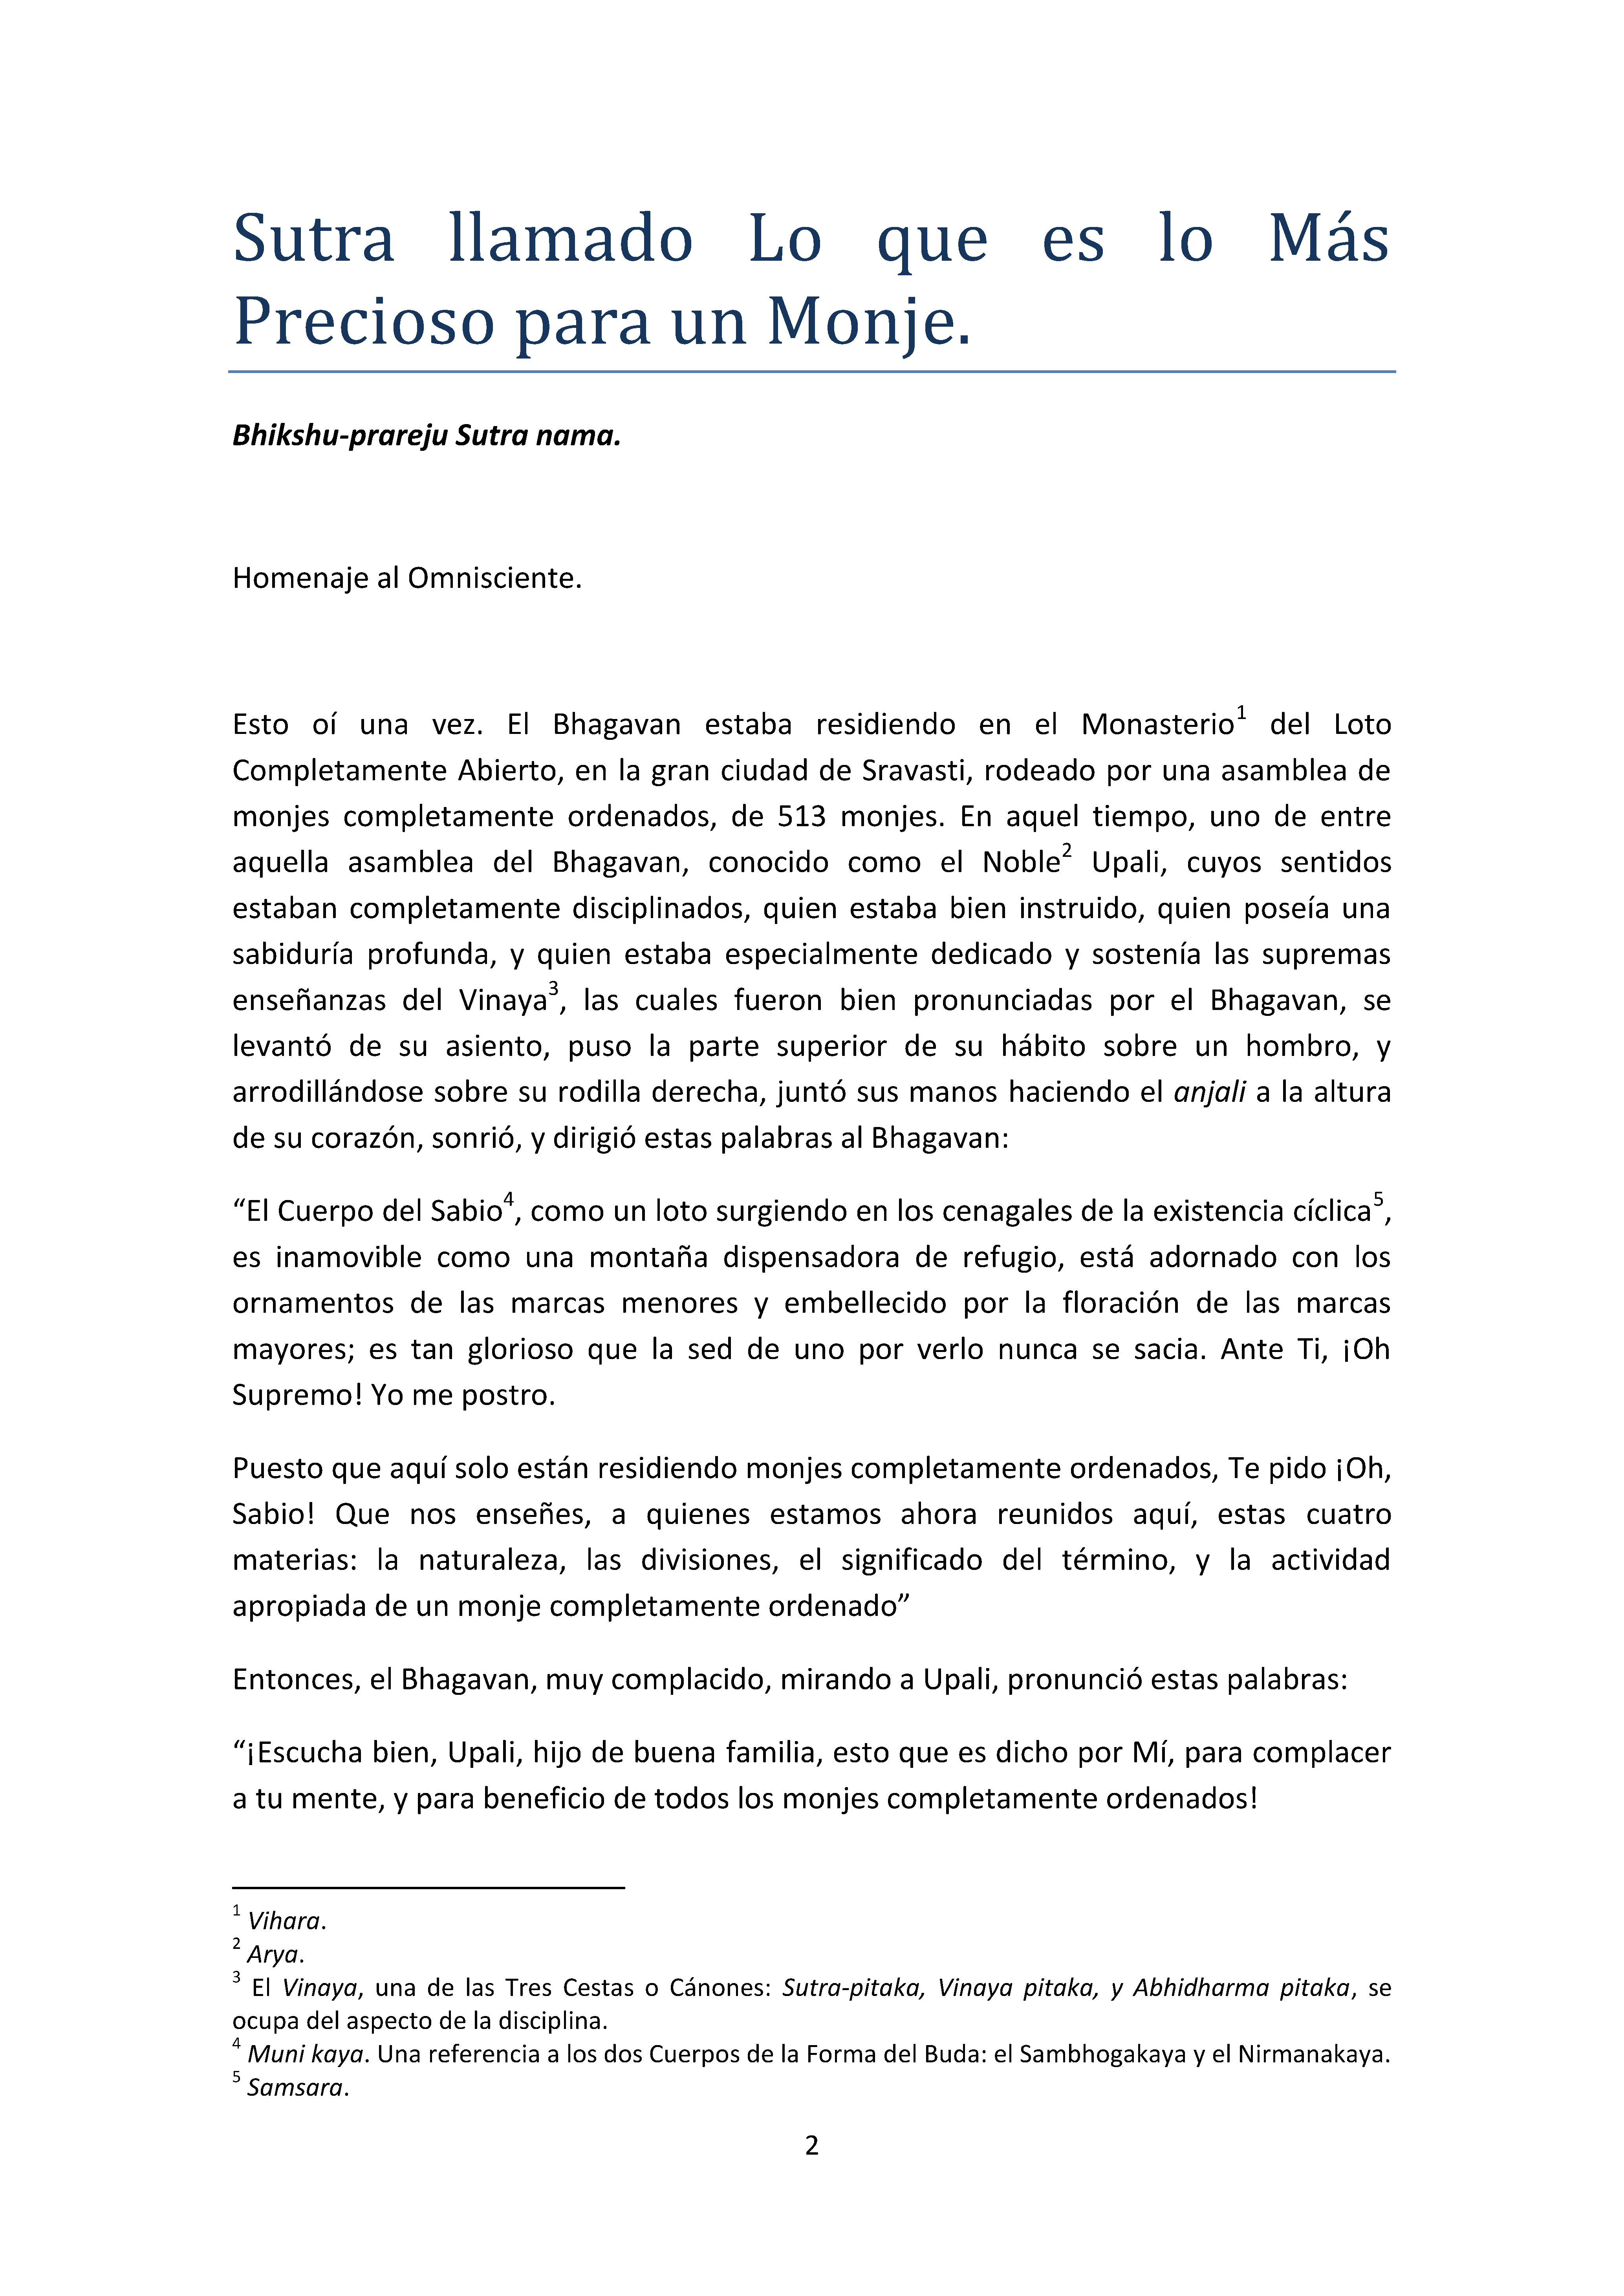 Sutra llamado Lo que es lo Más
Precioso para un Monje.
Bhikshu-prareju Sutra nama.
Homenaje al Omnisciente.
Esto oí una vez. El Bhagavan estaba residiendo en el Monasterio1 del Loto
Completamente Abierto, en la gran ciudad de Sravasti, rodeado por una asamblea de
monjes completamente ordenados, de 513 monjes. En aquel tiempo, uno de entre
aquella asamblea del Bhagavan, conocido como el Noble2 Upali, cuyos sentidos
estaban completamente disciplinados, quien estaba bien instruido, quien poseía una
sabiduría profunda, y quien estaba especialmente dedicado y sostenía las supremas
enseñanzas del Vinaya3, las cuales fueron bien pronunciadas por el Bhagavan, se
levantó de su asiento, puso la parte superior de su hábito sobre un hombro, y
arrodillándose sobre su rodilla derecha, juntó sus manos haciendo el anjali a la altura
de su corazón, sonrió, y dirigió estas palabras al Bhagavan:
“El Cuerpo del Sabio4, como un loto surgiendo en los cenagales de la existencia cíclica5,
es inamovible como una montaña dispensadora de refugio, está adornado con los
ornamentos de las marcas menores y embellecido por la floración de las marcas
mayores; es tan glorioso que la sed de uno por verlo nunca se sacia. Ante Ti, ¡Oh
Supremo! Yo me postro.
Puesto que aquí solo están residiendo monjes completamente ordenados, Te pido ¡Oh,
Sabio! Que nos enseñes, a quienes estamos ahora reunidos aquí, estas cuatro
materias: la naturaleza, las divisiones, el significado del término, y la actividad
apropiada de un monje completamente ordenado”
Entonces, el Bhagavan, muy complacido, mirando a Upali, pronunció estas palabras:
“¡Escucha bien, Upali, hijo de buena familia, esto que es dicho por Mí, para complacer
a tu mente, y para beneficio de todos los monjes completamente ordenados!
1 Vihara.
2 Arya.
3 El Vinaya, una de las Tres Cestas o Cánones: Sutra-pitaka, Vinaya pitaka, y Abhidharma pitaka, se
ocupa del aspecto de la disciplina.
4 Muni kaya. Una referencia a los dos Cuerpos de la Forma del Buda: el Sambhogakaya y el Nirmanakaya.
5 Samsara.
2